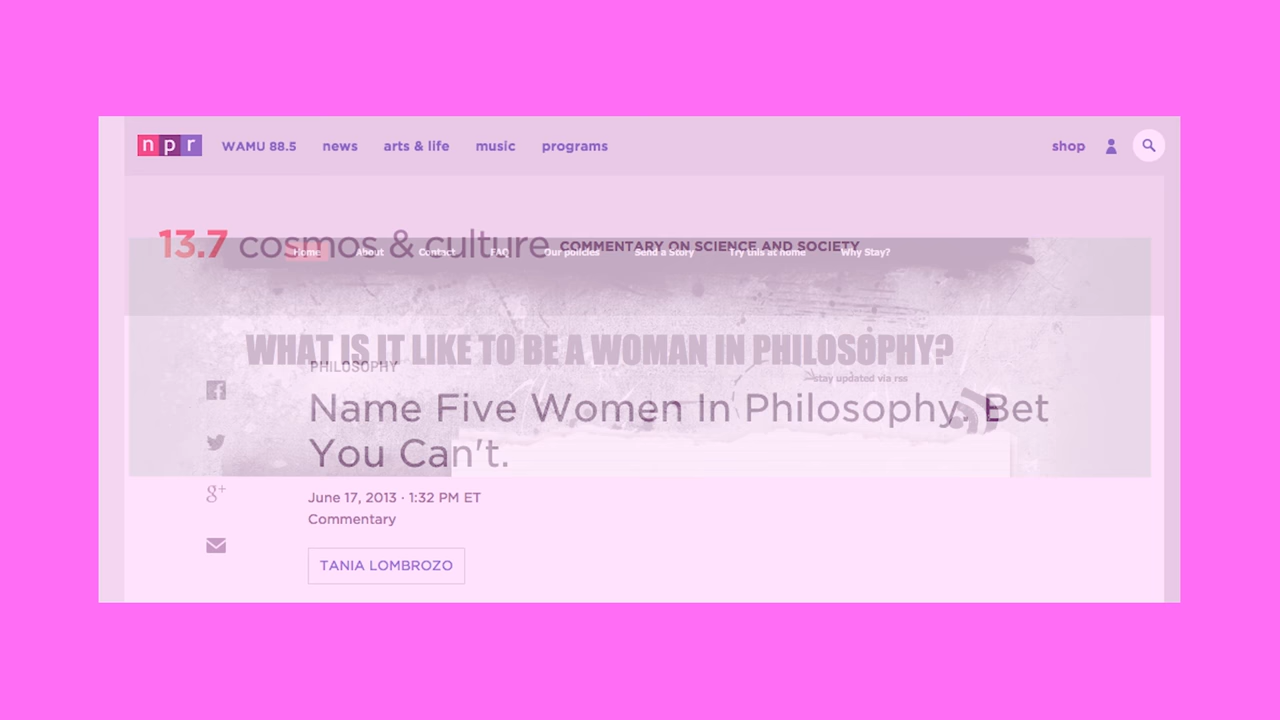 npr WAMU 88.5 news arts & life music programs shop
13.7 cosmos & culture COMMENTARY ON SCIENCE AND SOCIETY
Home About Contact FAQ Our policies Send a Story Try this at home Why Stay?
WHAT IS IT LIKE TO BE A WOMAN IN PHILOSOPHY?
PHILOSOPHY
stay updated via rss
Name Five Women In Philosophy. Bet
You Can't.
g+
June 17, 2013 · 1:32 PM ET
Commentary
TANIA LOMBROZO